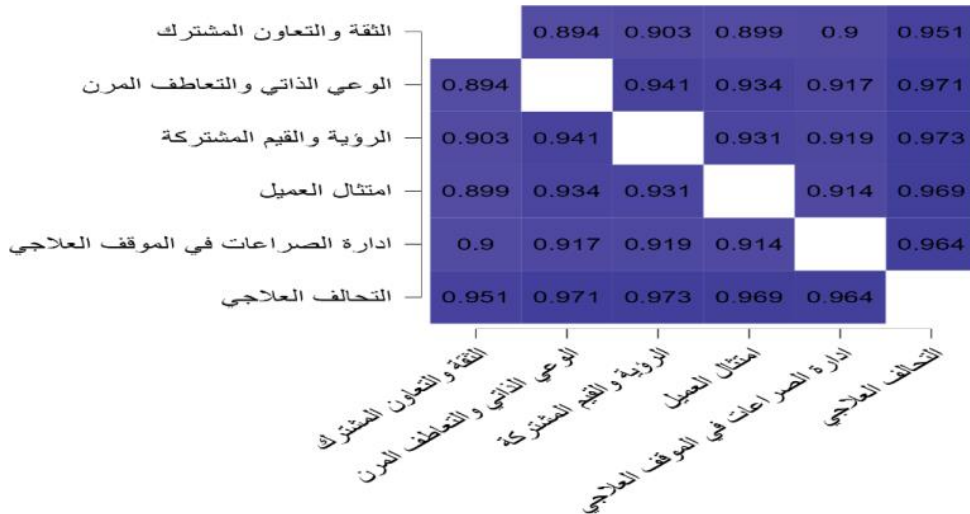 الثقة والتعاون المشترك 0.894 0.903 0.899 0.9 0.951
الوعي الذاتي والتعاطف المرن 0.894 0.941 0.934 0.917 0.971
الرؤية والقيم المشتركة 0.903 0.941 0.931 0.919 0.973
امتثال العميل 0.899 0.934 0.931 0.914 0.969
ادارة الصراعات في الموقف العلاجي 0.9 0.917 0.919 0.914 0.964
التحالف العلاجي 0.951 0.971 0.973 0.969 0.964
الثقة والتعاون المشترك
الوعي الذاتي والتعاطف المرن
الرؤية والقيم المشتركة
امتثال العميل
ادارة الصراعات في الموقف العلاجي
التحالف العلاجي